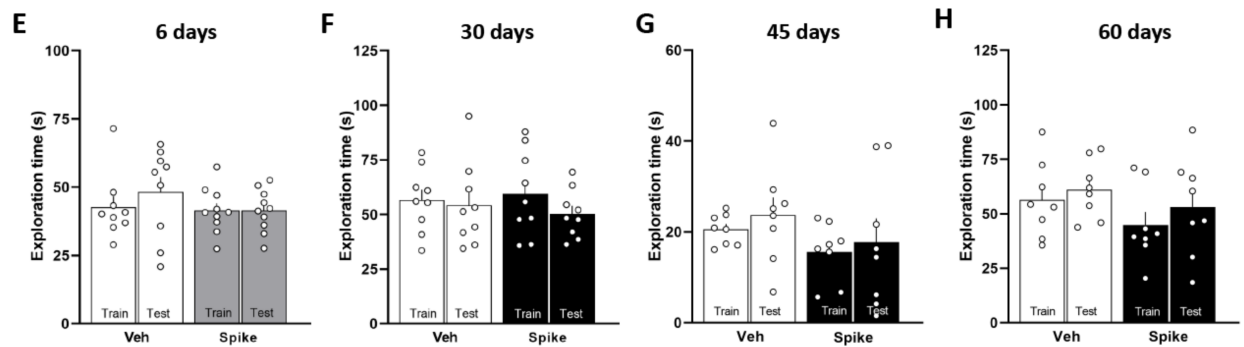 E 6 days
Exploration time (s)
100
75
50
25
0
Train Test Train Test
Veh Spike
F 30 days
Exploration time (s)
125
100
75
50
25
0
Train Test Train Test
Veh Spike
G 45 days
Exploration time (s)
60
40
20
0
Train Test Train Test
Veh Spike
H 60 days
Exploration time (s)
125
100
75
50
25
0
Train Test Train Test
Veh Spike